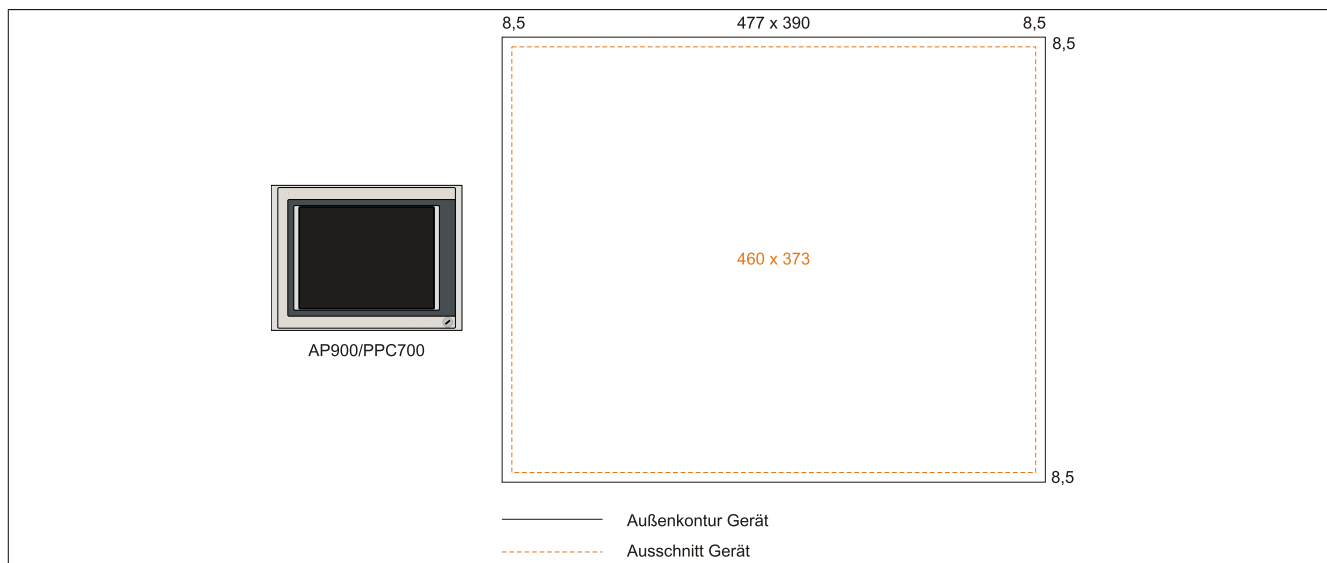 8,5 477 x 390 8,5
8,5
460 x 373
AP900/PPC700
8,5
Außenkontur Gerät
Ausschnitt Gerät